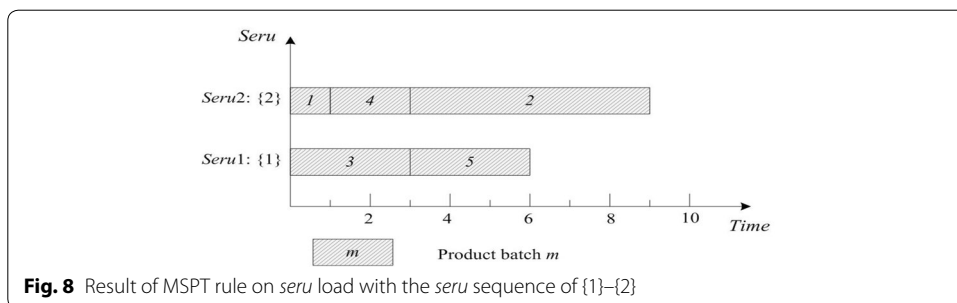 Seru
Seru2: {2}
1 4 2
Seru1: {1}
3 5
2 4 6 8 10
Time
m Product batch m
Fig. 8 Result of MSPT rule on seru load with the seru sequence of {1}–{2}